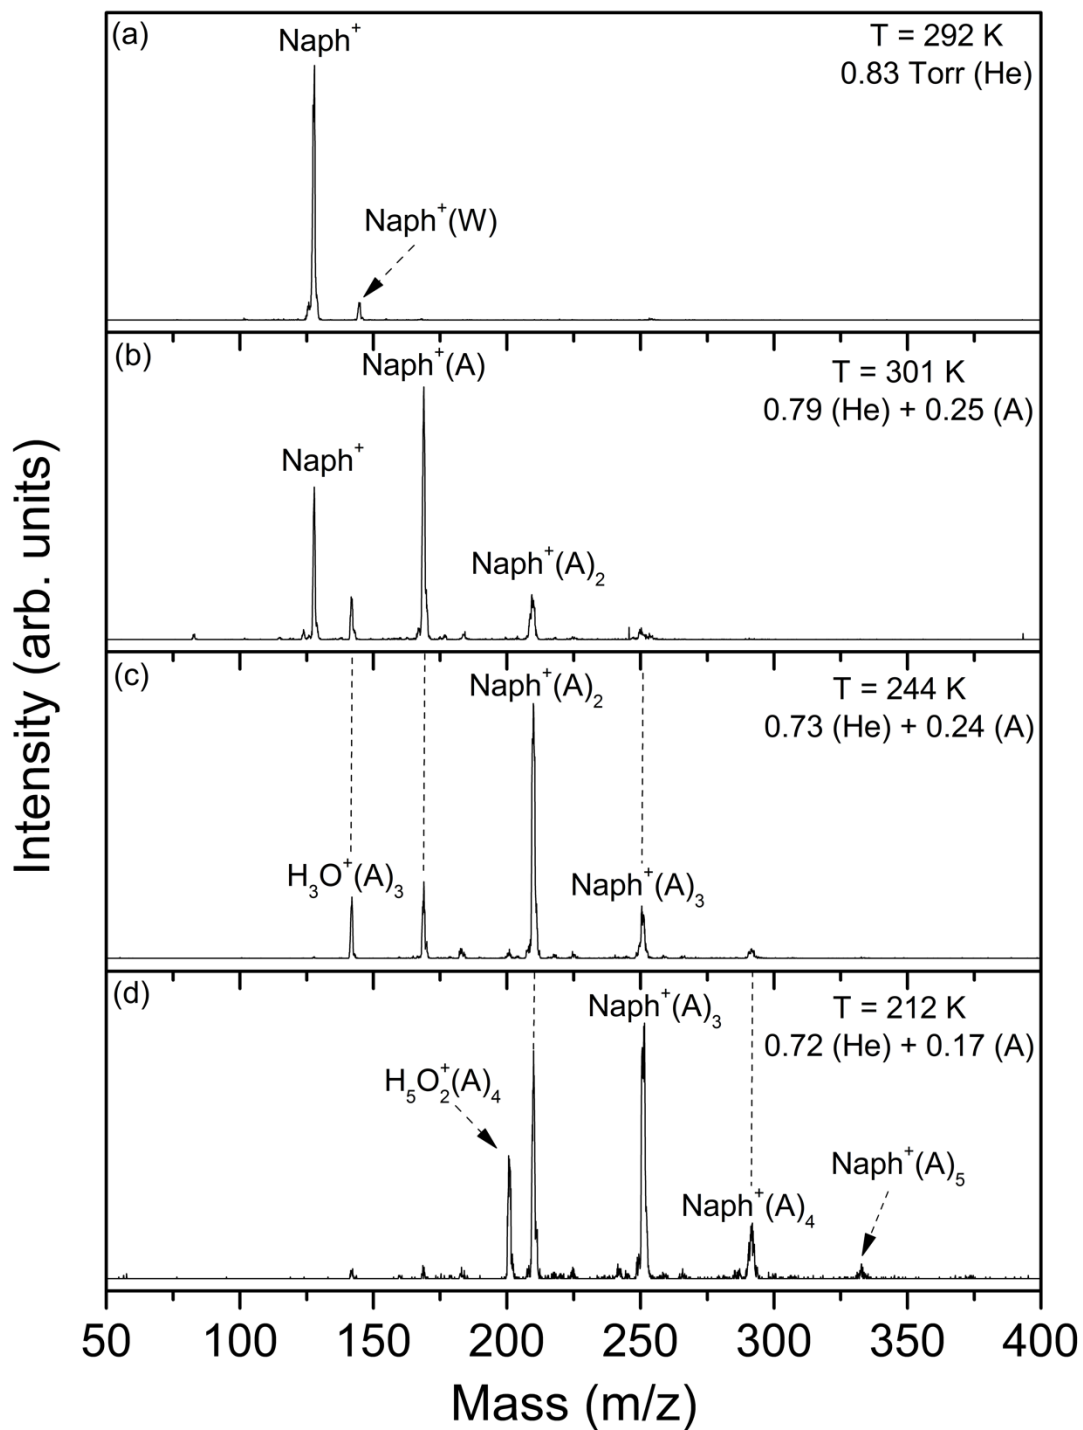 (a)
T = 292 K
0.83 Torr (He)
Naph⁺
Naph⁺(W)
(b)
T = 301 K
0.79 (He) + 0.25 (A)
Naph⁺(A)
Naph⁺
Naph⁺(A)₂
(c)
T = 244 K
0.73 (He) + 0.24 (A)
Naph⁺(A)₂
H₃O⁺(A)₃
Naph⁺(A)₃
(d)
T = 212 K
0.72 (He) + 0.17 (A)
Naph⁺(A)₃
H₅O₂⁺(A)₄
Naph⁺(A)₅
Naph⁺(A)₄
Intensity (arb. units)
50 100 150 200 250 300 350 400
Mass (m/z)